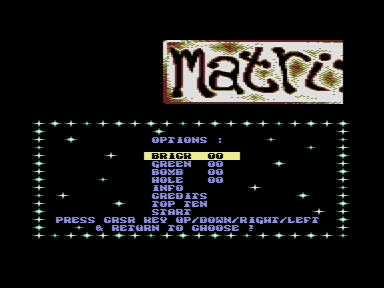 Matri
OPTIONS :
BRIGR 00
GREEN 00
BOMB 00
HOLE 00
INFO
CREDITS
TOP TEN
START
PRESS CRSR KEY UP/DOWN/RIGHT/LEFT
& RETURN TO CHOOSE ?